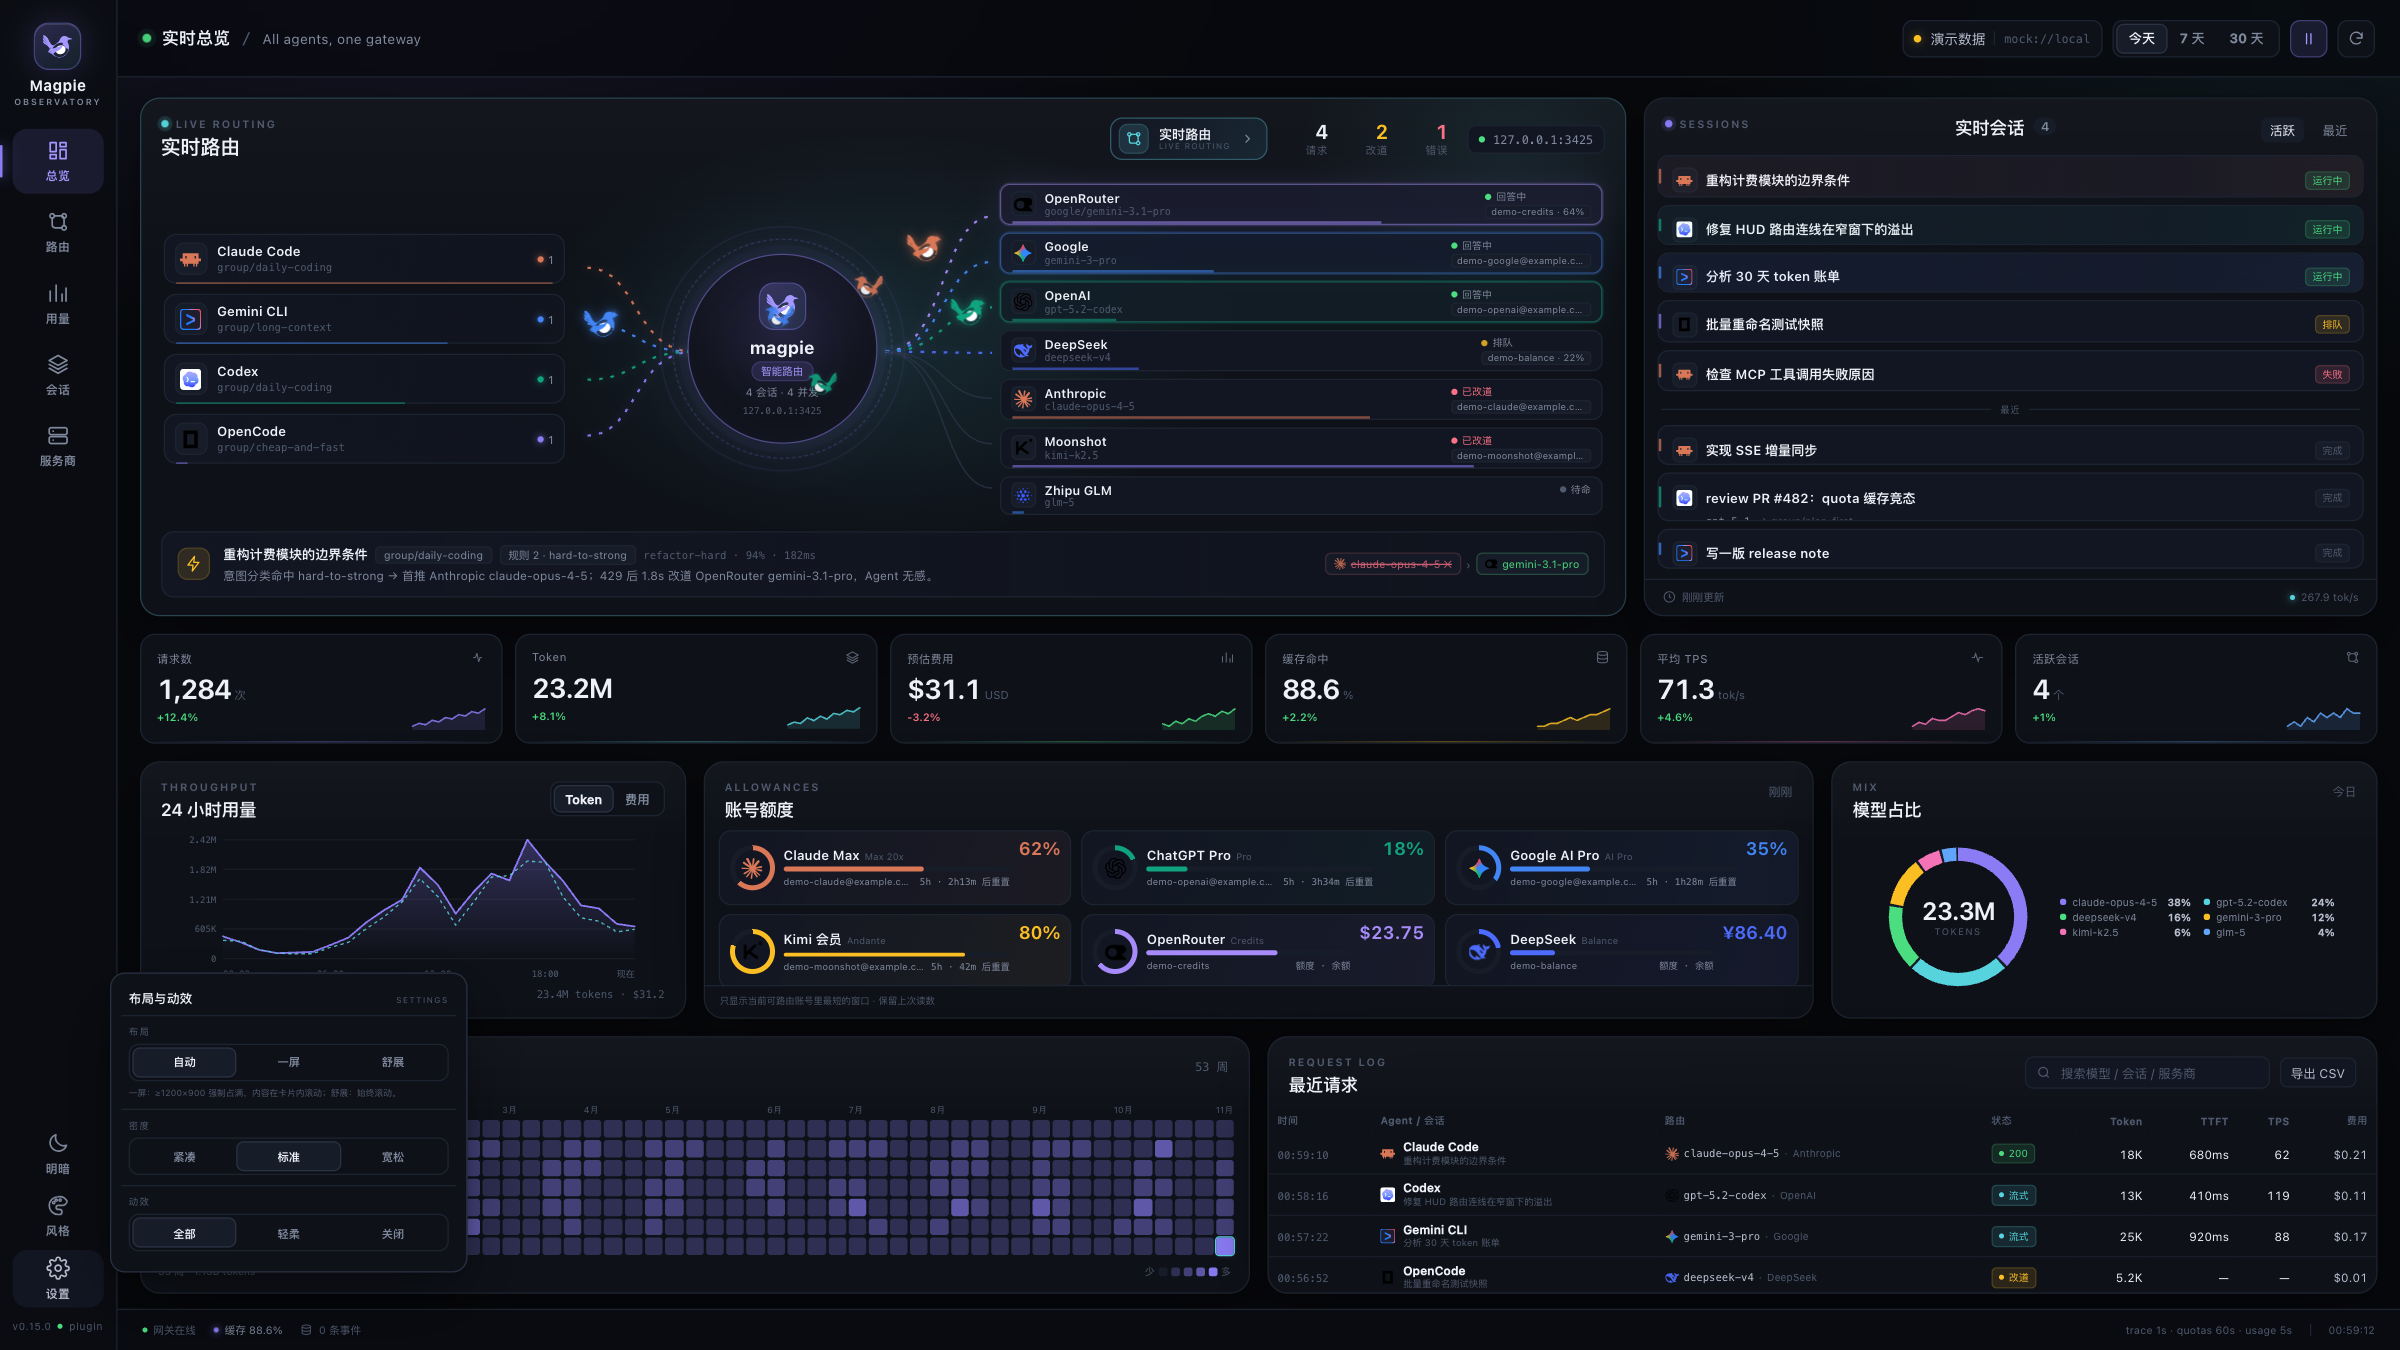 Magpie
OBSERVATORY
总览
路由
用量
会话
服务商
明暗
风格
设置
v0.15.0 plugin
实时总览 / All agents, one gateway
演示数据 mock://local
今天 7 天 30 天
LIVE ROUTING
实时路由
实时路由
LIVE ROUTING
4 请求
2 改道
1 错误
127.0.0.1:3425
Claude Code
group/daily-coding
1
Gemini CLI
group/long-context
1
Codex
group/daily-coding
1
OpenCode
group/cheap-and-fast
1
magpie
智能路由
4 会话 · 4 并发
127.0.0.1:3425
OpenRouter
google/gemini-3.1-pro
回答中
demo-credits · 64%
Google
gemini-3-pro
回答中
demo-google@example.c…
OpenAI
gpt-5.2-codex
回答中
demo-openai@example.c…
DeepSeek
deepseek-v4
排队
demo-balance · 22%
Anthropic
claude-opus-4-5
已改道
demo-claude@example.c…
Moonshot
kimi-k2.5
已改道
demo-moonshot@exampl…
Zhipu GLM
glm-5
待命
重构计费模块的边界条件 group/daily-coding 规则 2 · hard-to-strong refactor-hard · 94% · 182ms
意图分类命中 hard-to-strong → 首推 Anthropic claude-opus-4-5；429 后 1.8s 改道 OpenRouter gemini-3.1-pro，Agent 无感。
claude-opus-4-5 ✕ › gemini-3.1-pro
SESSIONS
实时会话 4
活跃 最近
重构计费模块的边界条件 运行中
修复 HUD 路由连线在窄窗下的溢出 运行中
分析 30 天 token 账单 运行中
批量重命名测试快照 排队
检查 MCP 工具调用失败原因 失败
最近
实现 SSE 增量同步 完成
review PR #482：quota 缓存竞态 完成
写一版 release note 完成
刚刚更新 267.9 tok/s
请求数
1,284 次
+12.4%
Token
23.2M
+8.1%
预估费用
$31.1 USD
-3.2%
缓存命中
88.6 %
+2.2%
平均 TPS
71.3 tok/s
+4.6%
活跃会话
4 个
+1%
THROUGHPUT
24 小时用量
Token 费用
2.42M
1.82M
1.21M
605K
0
18:00 现在
23.4M tokens · $31.2
ALLOWANCES
账号额度
刚刚
Claude Max Max 20x 62%
demo-claude@example.c… 5h · 2h13m 后重置
ChatGPT Pro Pro 18%
demo-openai@example.c… 5h · 3h34m 后重置
Google AI Pro AI Pro 35%
demo-google@example.c… 5h · 1h28m 后重置
Kimi 会员 Andante 80%
demo-moonshot@example.c… 5h · 42m 后重置
OpenRouter Credits $23.75
demo-credits 额度 · 余额
DeepSeek Balance ¥86.40
demo-balance 额度 · 余额
只显示当前可路由账号里最短的窗口 · 保留上次读数
MIX
模型占比
今日
23.3M
TOKENS
claude-opus-4-5 38% gpt-5.2-codex 24%
deepseek-v4 16% gemini-3-pro 12%
kimi-k2.5 6% glm-5 4%
布局与动效 SETTINGS
布局
自动 一屏 舒展
一屏：≥1200×900 强制占满，内容在卡片内滚动；舒展：始终滚动。
密度
紧凑 标准 宽松
动效
全部 轻柔 关闭
53 周
3月 4月 5月 6月 7月 8月 9月 10月 11月
少 多
REQUEST LOG
最近请求
搜索模型 / 会话 / 服务商
导出 CSV
时间 Agent / 会话 路由 状态 Token TTFT TPS 费用
00:59:10 Claude Code claude-opus-4-5 · Anthropic 200 18K 680ms 62 $0.21
重构计费模块的边界条件
00:58:16 Codex gpt-5.2-codex · OpenAI 流式 13K 410ms 119 $0.11
修复 HUD 路由连线在窄窗下的溢出
00:57:22 Gemini CLI gemini-3-pro · Google 流式 25K 920ms 88 $0.17
分析 30 天 token 账单
00:56:52 OpenCode deepseek-v4 · DeepSeek 改道 5.2K — — $0.01
批量重命名测试快照
网关在线 缓存 88.6% 0 条事件
trace 1s · quotas 60s · usage 5s 00:59:12